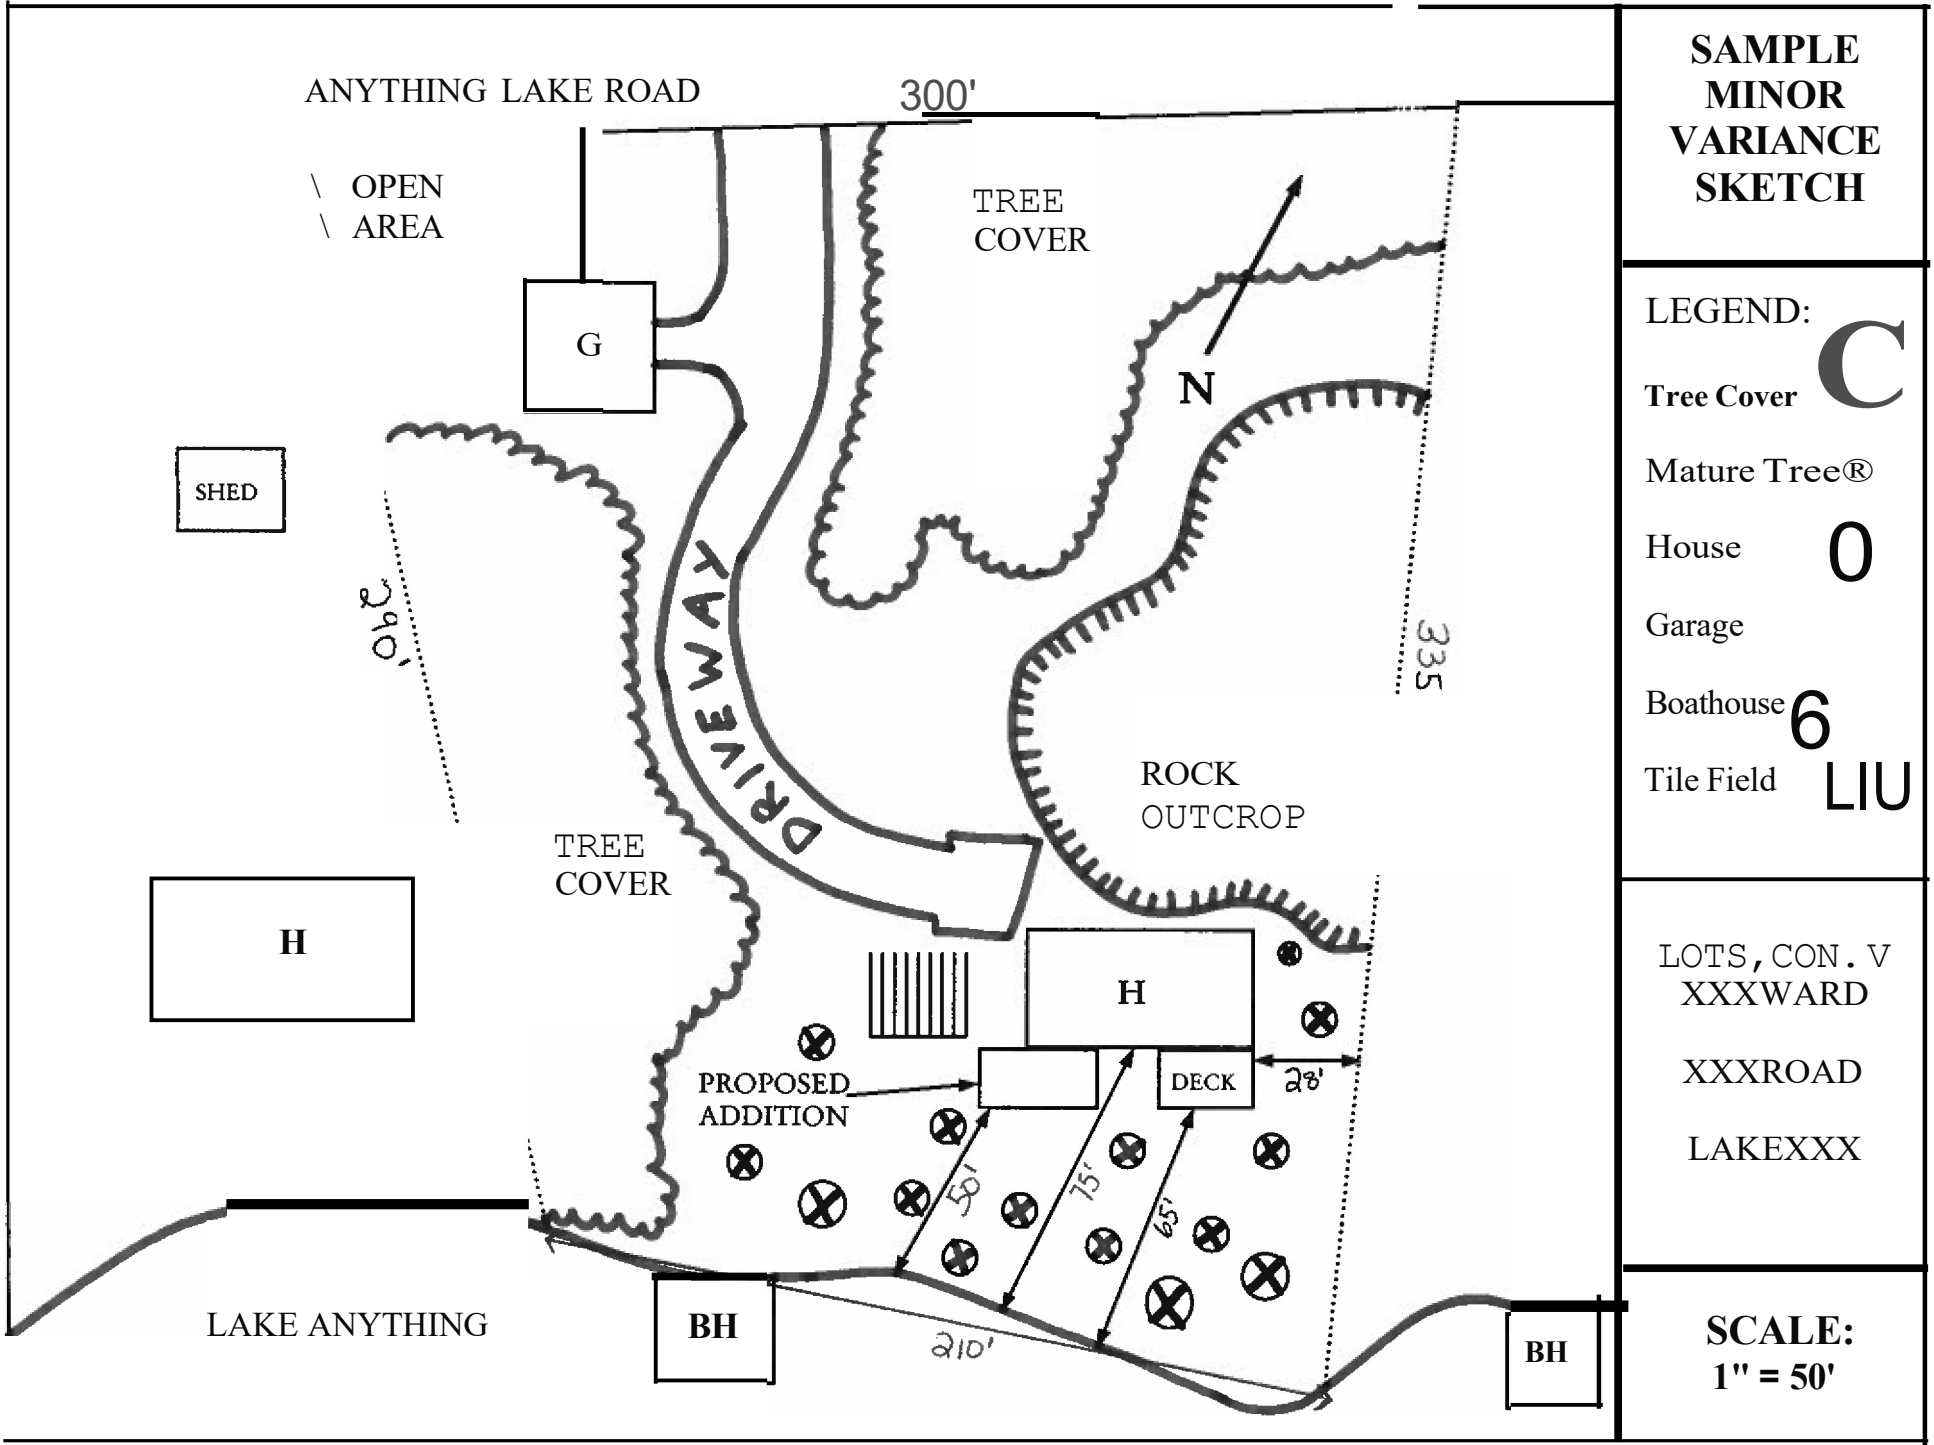 ANYTHING LAKE ROAD
300'
\ OPEN
\ AREA
TREE
COVER
G
N
SHED
290'
DRIVEWAY
335
ROCK
OUTCROP
TREE
COVER
H
H
PROPOSED
ADDITION
DECK
28'
50'
75'
65'
LAKE ANYTHING
BH
210'
BH
SAMPLE
MINOR
VARIANCE
SKETCH
LEGEND:
Tree Cover C
Mature Tree®
House 0
Garage
Boathouse 6
Tile Field LIU
LOTS,CON.V
XXXWARD
XXXROAD
LAKEXXX
SCALE:
1" = 50'